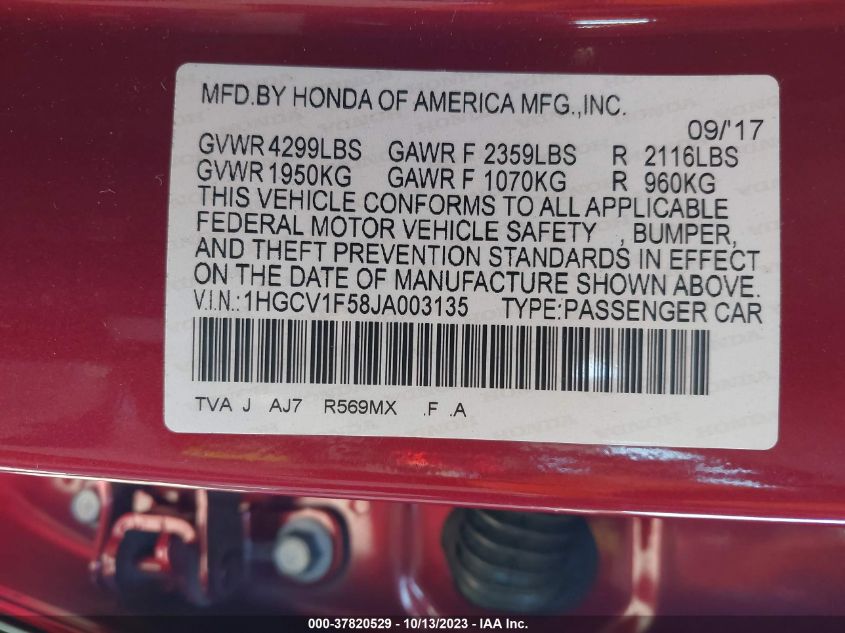 MFD.BY HONDA OF AMERICA MFG.,INC.
09/'17
GVWR 4299LBS GAWR F 2359LBS R 2116LBS
GVWR 1950KG GAWR F 1070KG R 960KG
THIS VEHICLE CONFORMS TO ALL APPLICABLE
FEDERAL MOTOR VEHICLE SAFETY , BUMPER,
AND THEFT PREVENTION STANDARDS IN EFFECT
ON THE DATE OF MANUFACTURE SHOWN ABOVE.
V.I.N.:1HGCV1F58JA003135 TYPE:PASSENGER CAR
TVA J AJ7 R569MX .F .A
000-37820529 - 10/13/2023 - IAA Inc.